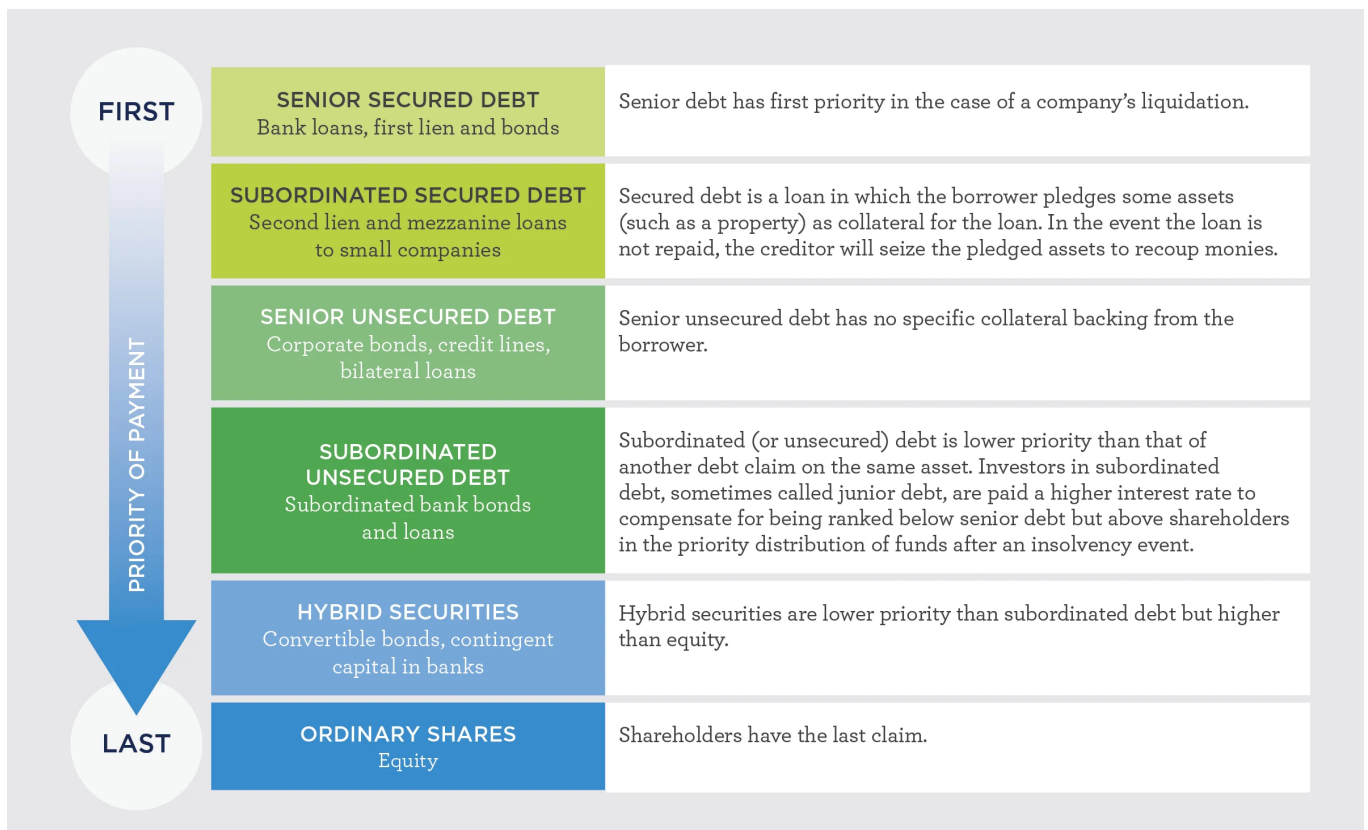 FIRST
SENIOR SECURED DEBT
Bank loans, first lien and bonds
Senior debt has first priority in the case of a company’s liquidation.
SUBORDINATED SECURED DEBT
Second lien and mezzanine loans
to small companies
Secured debt is a loan in which the borrower pledges some assets
(such as a property) as collateral for the loan. In the event the loan is
not repaid, the creditor will seize the pledged assets to recoup monies.
SENIOR UNSECURED DEBT
Corporate bonds, credit lines,
bilateral loans
Senior unsecured debt has no specific collateral backing from the
borrower.
PRIORITY OF PAYMENT
SUBORDINATED
UNSECURED DEBT
Subordinated bank bonds
and loans
Subordinated (or unsecured) debt is lower priority than that of
another debt claim on the same asset. Investors in subordinated
debt, sometimes called junior debt, are paid a higher interest rate to
compensate for being ranked below senior debt but above shareholders
in the priority distribution of funds after an insolvency event.
HYBRID SECURITIES
Convertible bonds, contingent
capital in banks
Hybrid securities are lower priority than subordinated debt but higher
than equity.
LAST
ORDINARY SHARES
Equity
Shareholders have the last claim.